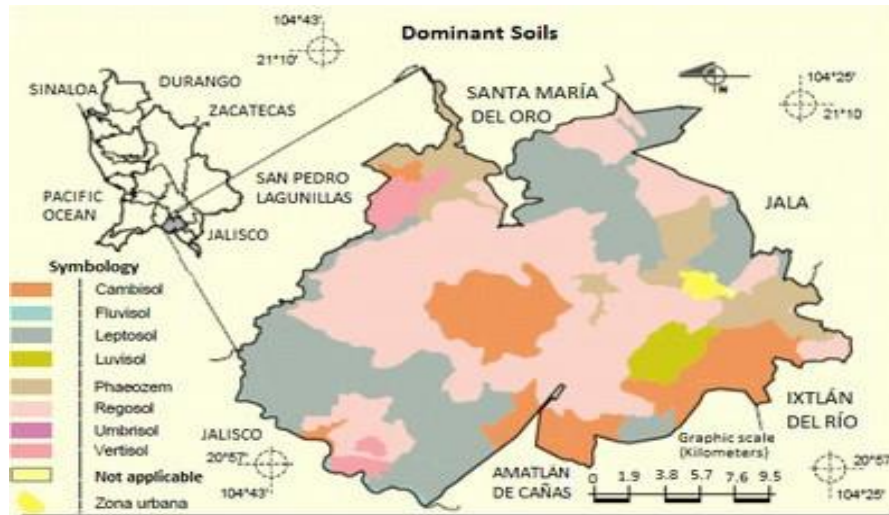 Dominant Soils
104°43'
21°10'
DURANGO
SINALOA
ZACATECAS
SANTA MARÍA
DEL ORO
104°25'
21°10'
N
SAN PEDRO
LAGUNILLAS
PACIFIC
OCEAN
JALISCO
JALA
Symbology
Cambisol
Fluvisol
Leptosol
Luvisol
Phaeozem
Regosol
Umbrisol
Vertisol
Not applicable
Zona urbana
JALISCO
20°57'
104°43'
AMATLÁN
DE CAÑAS
IXTLÁN
DEL RÍO
Graphic scale
(Kilometers)
0 1.9 3.8 5.7 7.6 9.5
20°57'
104°25'